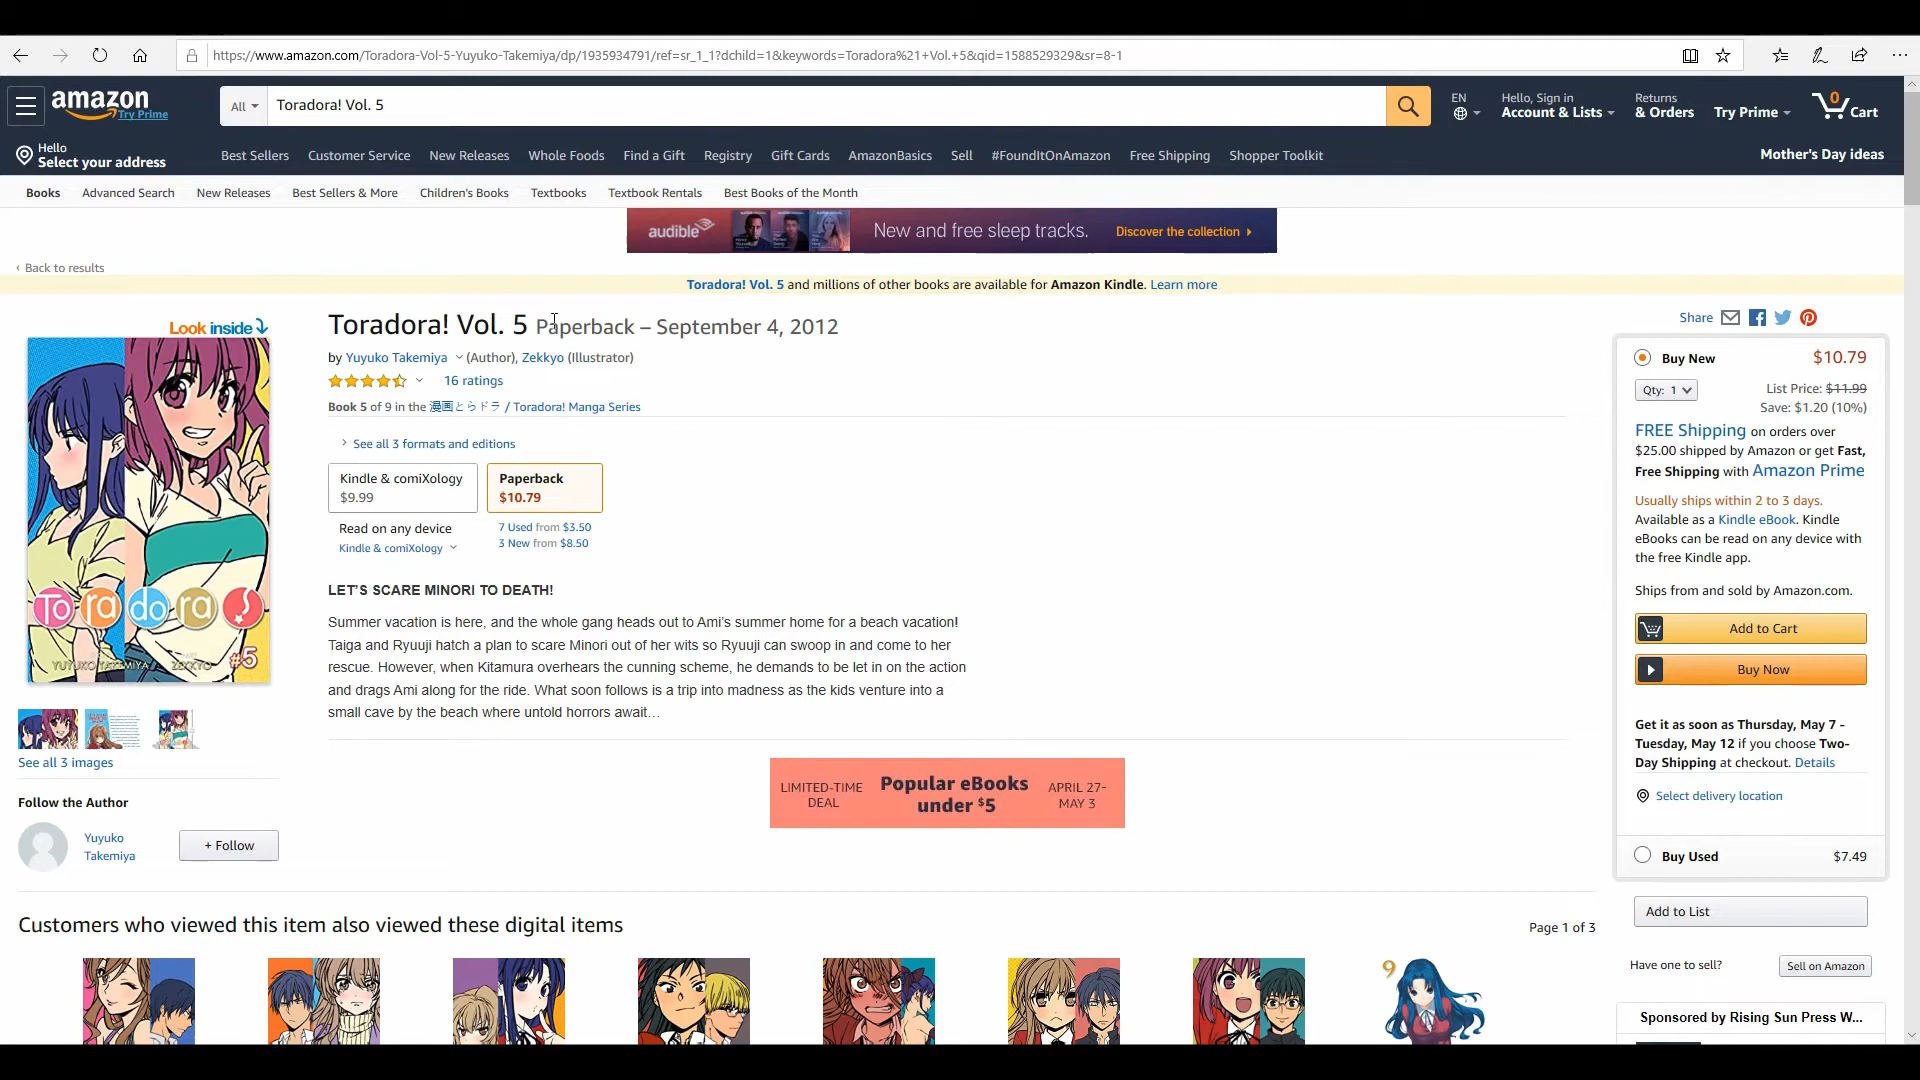 https://www.amazon.com/Toradora-Vol-5-Yuyuko-Takemiya/dp/1935934791/ref=sr_1_1?dchild=1&keywords=Toradora%21+Vol.+5&qid=1588529329&sr=8-1
amazon
Try Prime
All
Toradora! Vol. 5
EN
Hello, Sign in
Account & Lists
Returns
& Orders
Try Prime
0
Cart
Hello
Select your address
Best Sellers Customer Service New Releases Whole Foods Find a Gift Registry Gift Cards AmazonBasics Sell #FoundItOnAmazon Free Shipping Shopper Toolkit
Mother's Day ideas
Books Advanced Search New Releases Best Sellers & More Children's Books Textbooks Textbook Rentals Best Books of the Month
audible
New and free sleep tracks.
Discover the collection
‹ Back to results
Toradora! Vol. 5 and millions of other books are available for Amazon Kindle. Learn more
Look inside
Toradora! Vol. 5 Paperback – September 4, 2012
by Yuyuko Takemiya (Author), Zekkyo (Illustrator)
16 ratings
Book 5 of 9 in the 漫画とらドラ / Toradora! Manga Series
See all 3 formats and editions
Kindle & comiXology
$9.99
Paperback
$10.79
Read on any device
Kindle & comiXology
7 Used from $3.50
3 New from $8.50
LET'S SCARE MINORI TO DEATH!
Summer vacation is here, and the whole gang heads out to Ami's summer home for a beach vacation!
Taiga and Ryuuji hatch a plan to scare Minori out of her wits so Ryuuji can swoop in and come to her
rescue. However, when Kitamura overhears the cunning scheme, he demands to be let in on the action
and drags Ami along for the ride. What soon follows is a trip into madness as the kids venture into a
small cave by the beach where untold horrors await…
To ra do ra !
YUYUKO TAKEMIYA / ZEKKYO
#5
See all 3 images
LIMITED-TIME
DEAL
Popular eBooks
under $5
APRIL 27-
MAY 3
Follow the Author
Yuyuko
Takemiya
+ Follow
Share
Buy New
$10.79
Qty: 1
List Price: $11.99
Save: $1.20 (10%)
FREE Shipping on orders over
$25.00 shipped by Amazon or get Fast,
Free Shipping with Amazon Prime
Usually ships within 2 to 3 days.
Available as a Kindle eBook. Kindle
eBooks can be read on any device with
the free Kindle app.
Ships from and sold by Amazon.com.
Add to Cart
Buy Now
Get it as soon as Thursday, May 7 -
Tuesday, May 12 if you choose Two-
Day Shipping at checkout. Details
Select delivery location
Buy Used
$7.49
Add to List
Have one to sell?
Sell on Amazon
Sponsored by Rising Sun Press W...
Customers who viewed this item also viewed these digital items
Page 1 of 3
9